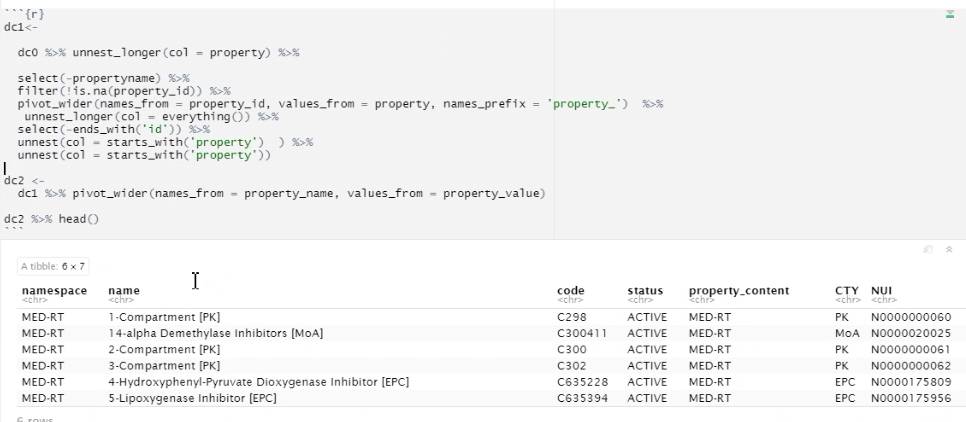 ```{r}
dc1<-
dc0 %>% unnest_longer(col = property) %>%
select(-propertyname) %>%
filter(!is.na(property_id)) %>%
pivot_wider(names_from = property_id, values_from = property, names_prefix = 'property_') %>%
unnest_longer(col = everything()) %>%
select(-ends_with('id')) %>%
unnest(col = starts_with('property') ) %>%
unnest(col = starts_with('property'))
dc2 <-
dc1 %>% pivot_wider(names_from = property_name, values_from = property_value)
dc2 %>% head()
```
A tibble: 6 × 7
namespace name code status property_content CTY NUI
<chr> <chr> <chr> <chr> <chr> <chr> <chr>
MED-RT 1-Compartment [PK] C298 ACTIVE MED-RT PK N0000000060
MED-RT 14-alpha Demethylase Inhibitors [MoA] C300411 ACTIVE MED-RT MoA N0000020025
MED-RT 2-Compartment [PK] C300 ACTIVE MED-RT PK N0000000061
MED-RT 3-Compartment [PK] C302 ACTIVE MED-RT PK N0000000062
MED-RT 4-Hydroxyphenyl-Pyruvate Dioxygenase Inhibitor [EPC] C635228 ACTIVE MED-RT EPC N0000175809
MED-RT 5-Lipoxygenase Inhibitor [EPC] C635394 ACTIVE MED-RT EPC N0000175956
6 rows